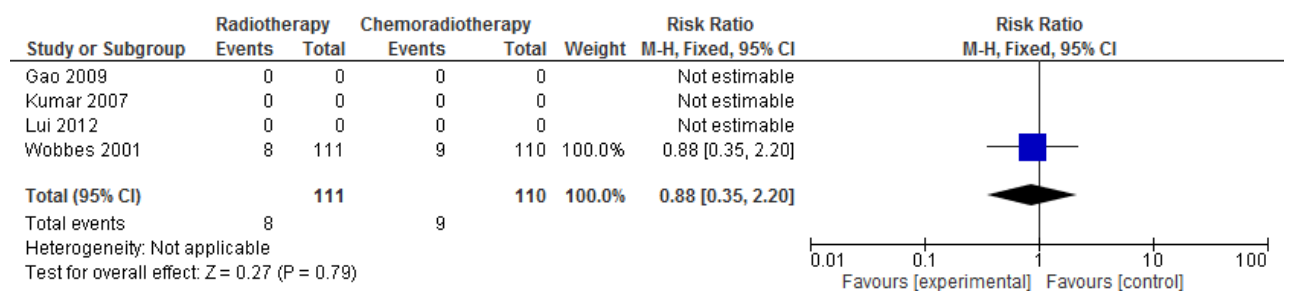 Radiotherapy Chemoradiotherapy Risk Ratio Risk Ratio
Study or Subgroup Events Total Events Total Weight M-H, Fixed, 95% CI M-H, Fixed, 95% CI
Gao 2009 0 0 0 0 Not estimable
Kumar 2007 0 0 0 0 Not estimable
Lui 2012 0 0 0 0 Not estimable
Wobbes 2001 8 111 9 110 100.0% 0.88 [0.35, 2.20]
Total (95% CI) 111 110 100.0% 0.88 [0.35, 2.20]
Total events 8 9
Heterogeneity: Not applicable
Test for overall effect: Z = 0.27 (P = 0.79)
0.01 0.1 1 10 100
Favours [experimental] Favours [control]